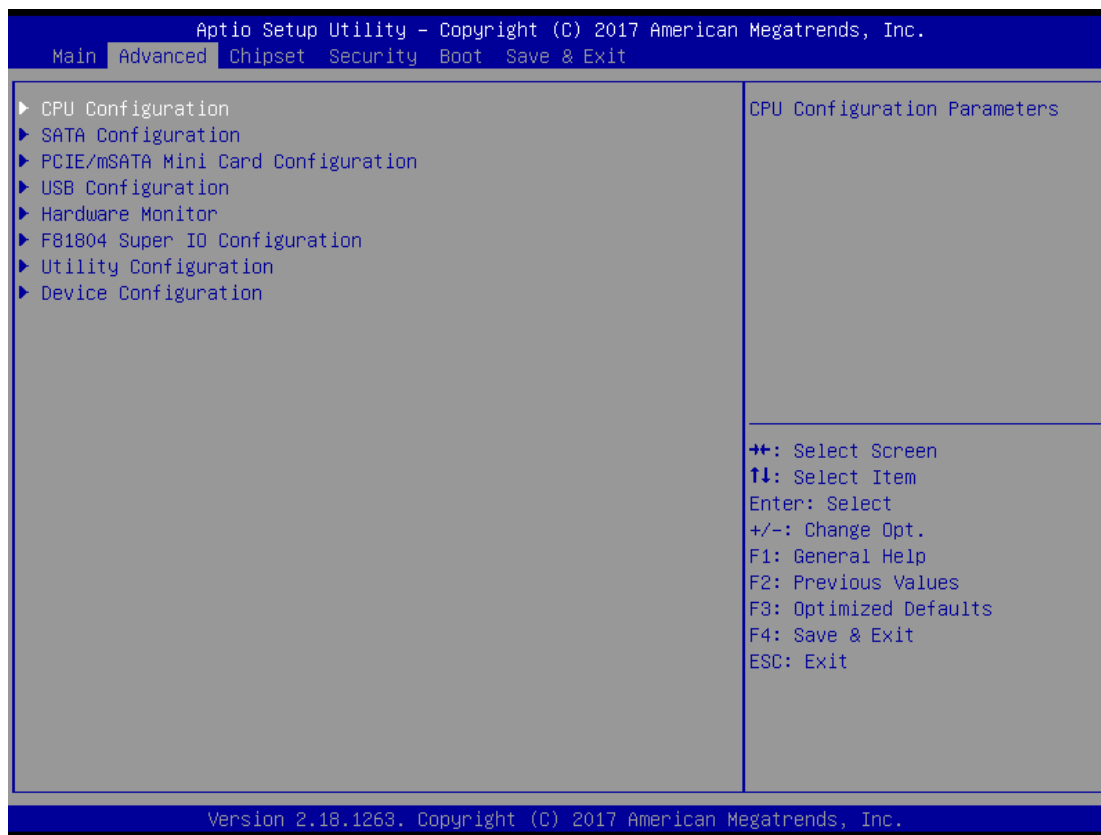 Aptio Setup Utility – Copyright (C) 2017 American Megatrends, Inc.
Main Advanced Chipset Security Boot Save & Exit
▶ CPU Configuration
▶ SATA Configuration
▶ PCIE/mSATA Mini Card Configuration
▶ USB Configuration
▶ Hardware Monitor
▶ F81804 Super IO Configuration
▶ Utility Configuration
▶ Device Configuration
CPU Configuration Parameters
→←: Select Screen
↑↓: Select Item
Enter: Select
+/-: Change Opt.
F1: General Help
F2: Previous Values
F3: Optimized Defaults
F4: Save & Exit
ESC: Exit
Version 2.18.1263. Copyright (C) 2017 American Megatrends, Inc.